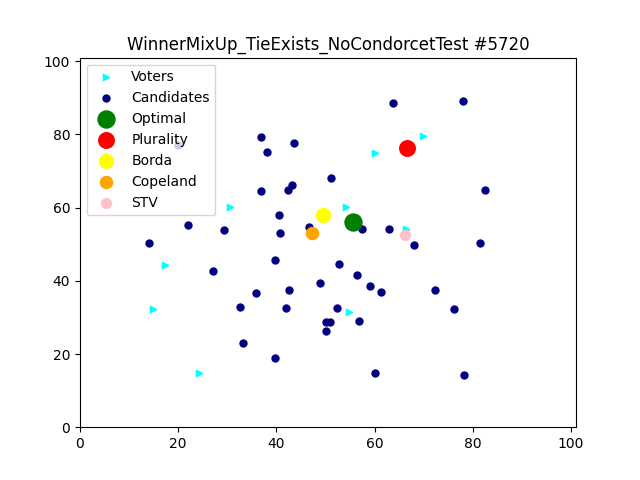 WinnerMixUp_TieExists_NoCondorcetTest #5720
100
80
60
40
20
0
Voters
Candidates
Optimal
Plurality
Borda
Copeland
STV
0 20 40 60 80 100